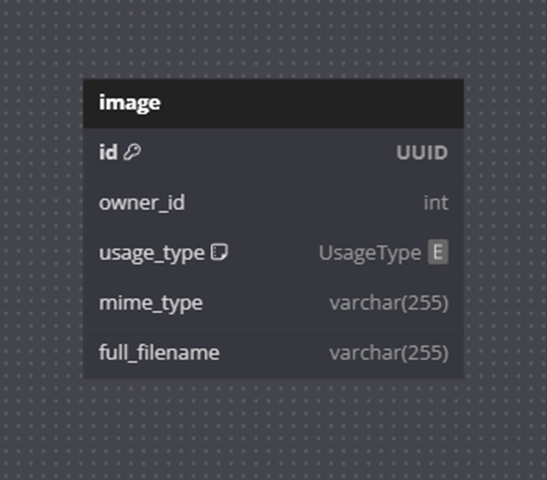 image
id UUID
owner_id int
usage_type UsageType E
mime_type varchar(255)
full_filename varchar(255)